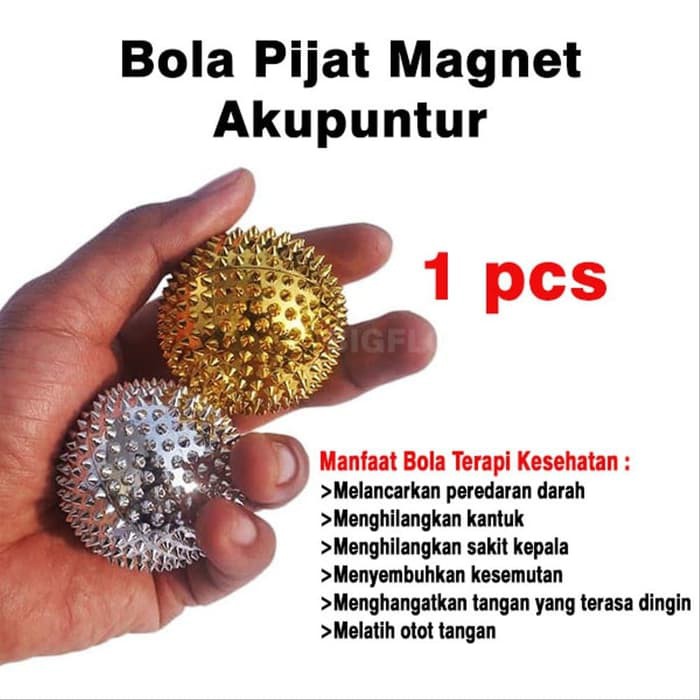 Bola Pijat Magnet
Akupuntur
1 pcs
Manfaat Bola Terapi Kesehatan :
>Melancarkan peredaran darah
>Menghilangkan kantuk
>Menghilangkan sakit kepala
>Menyembuhkan kesemutan
>Menghangatkan tangan yang terasa dingin
>Melatih otot tangan